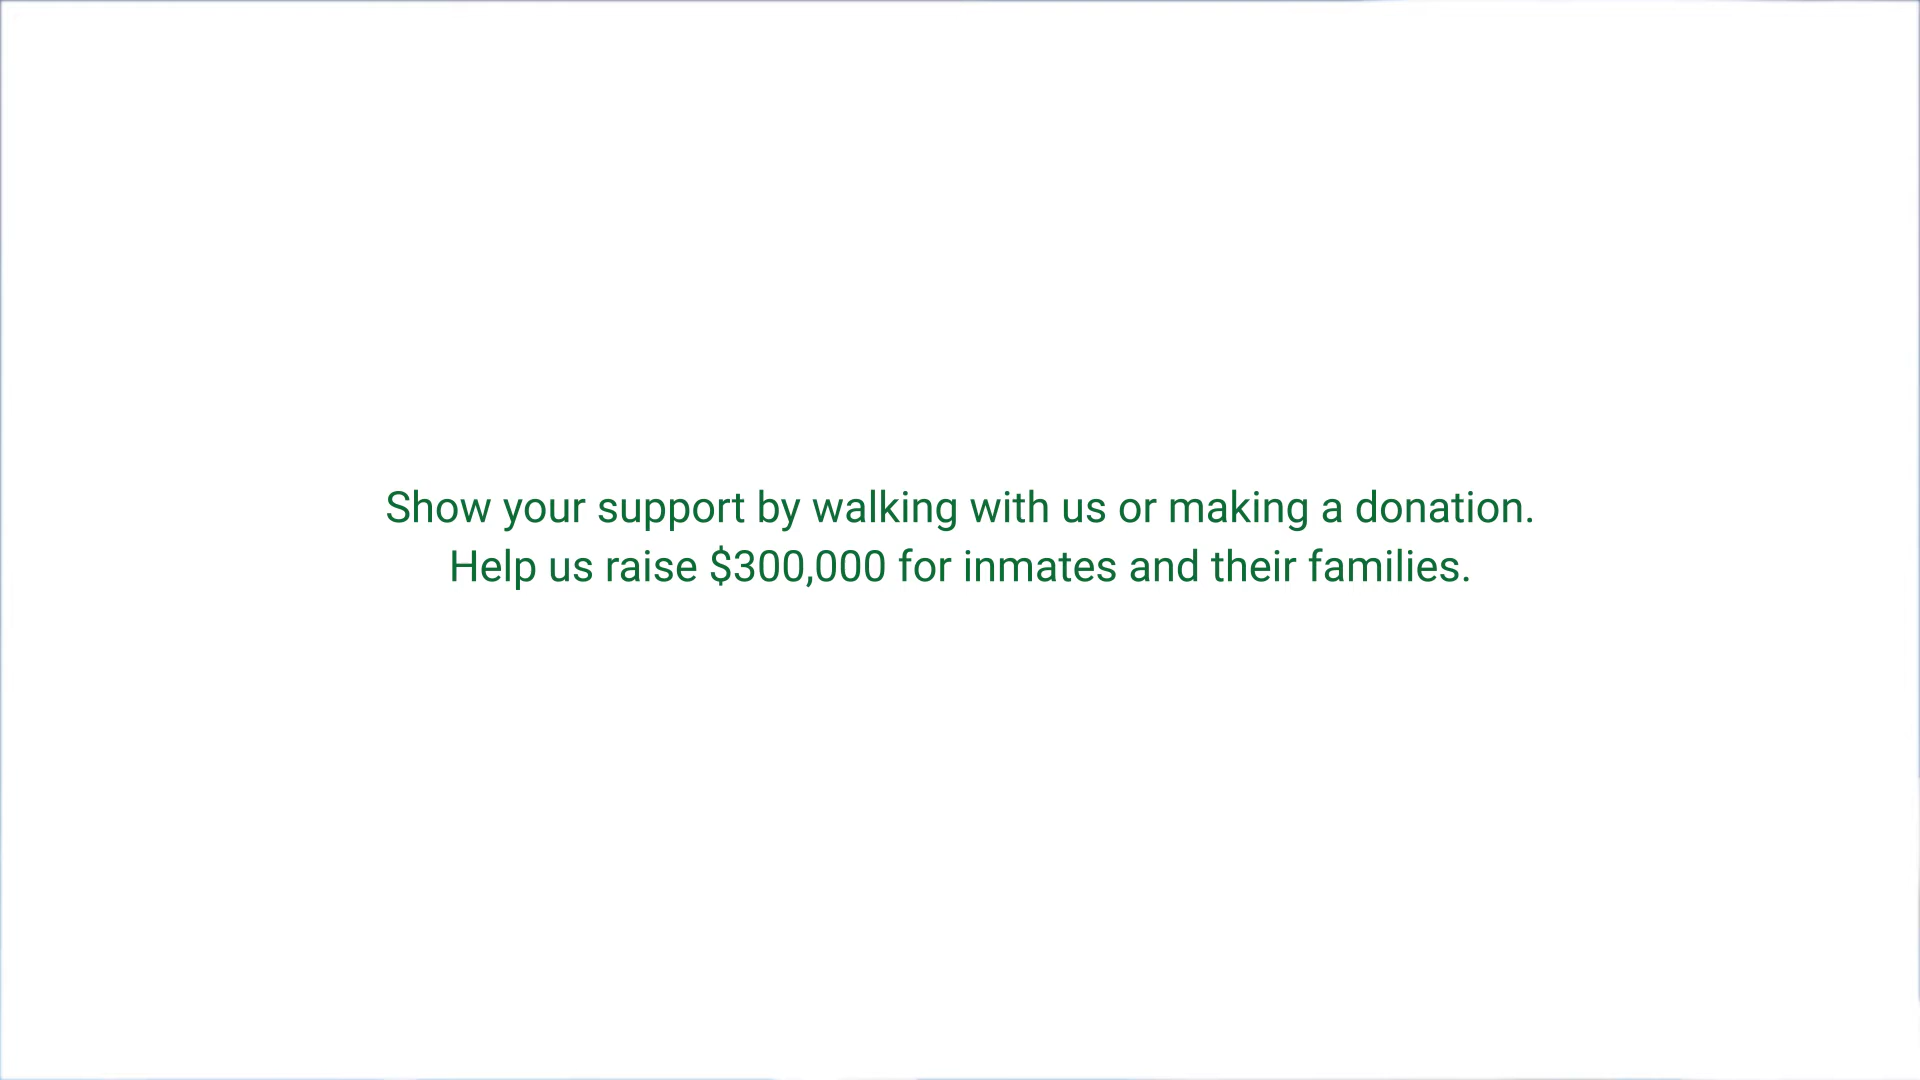 Show your support by walking with us or making a donation.
Help us raise $300,000 for inmates and their families.